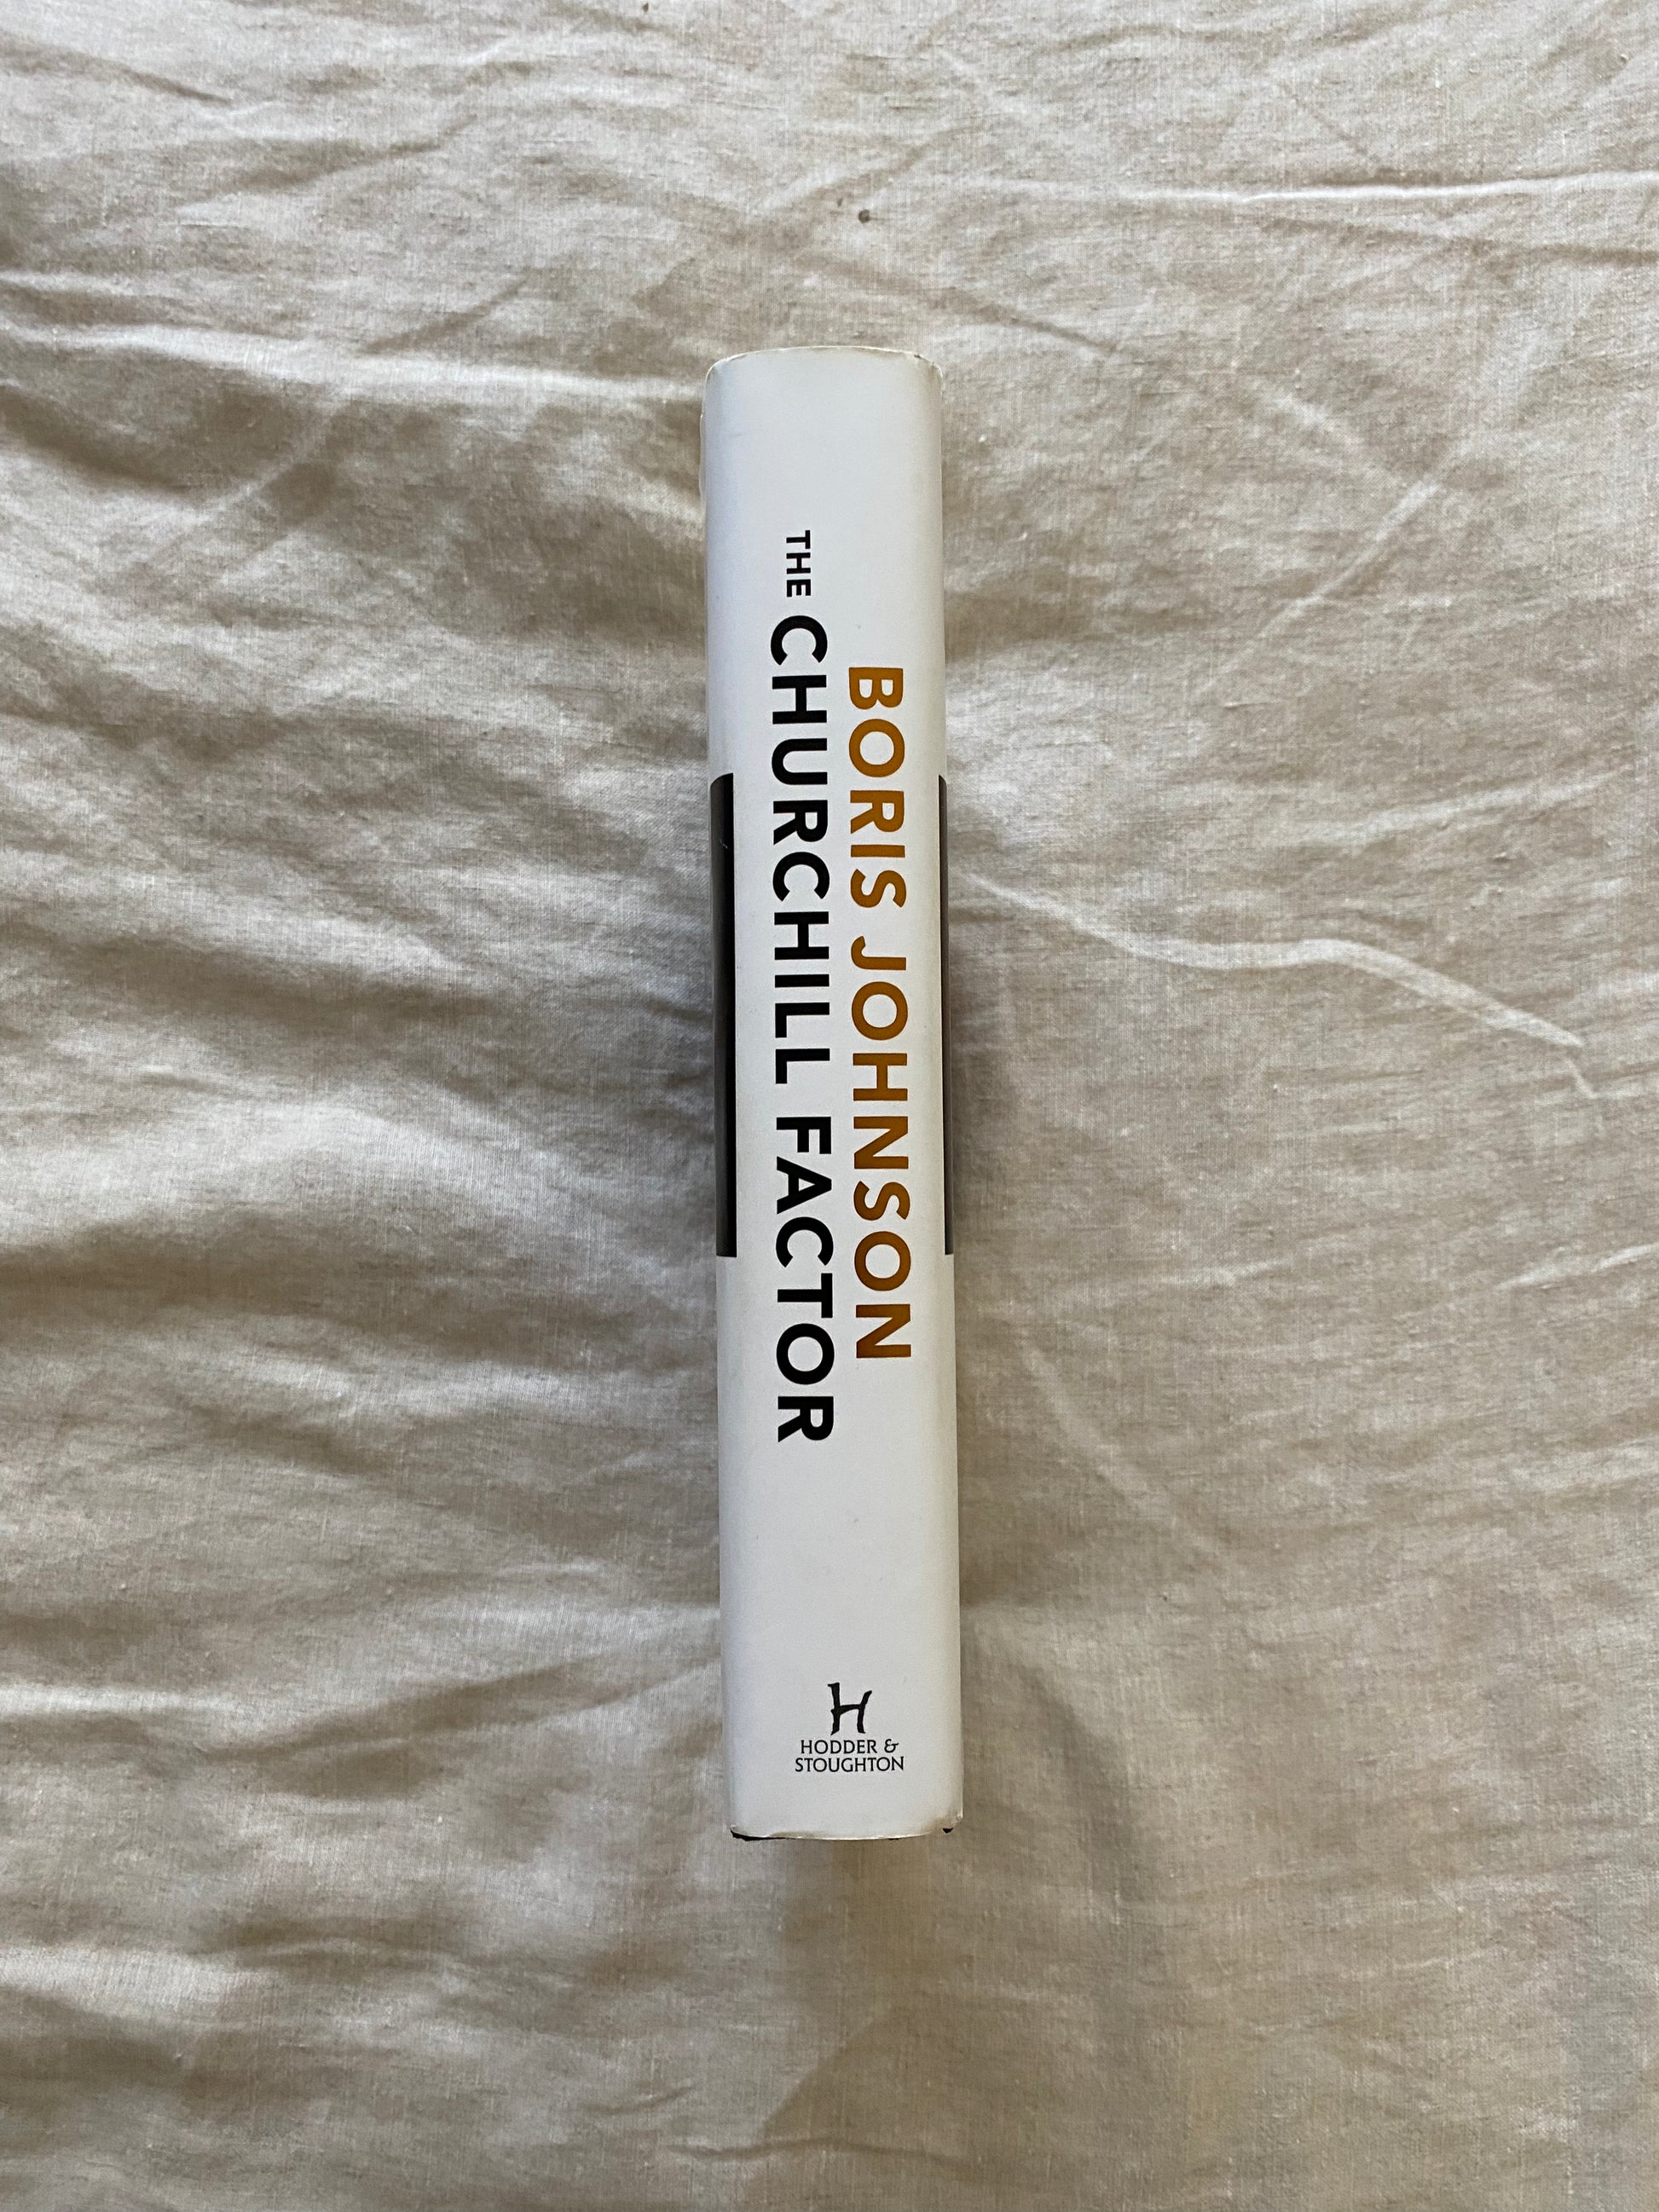 BORIS JOHNSON
THE CHURCHILL FACTOR
H
HODDER &
STOUGHTON